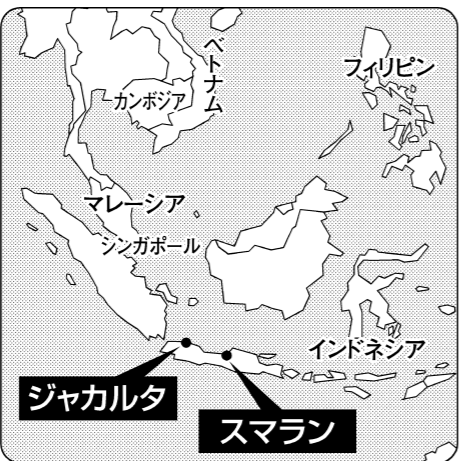 ベトナム
フィリピン
カンボジア
マレーシア
シンガポール
インドネシア
ジャカルタ
スマラン